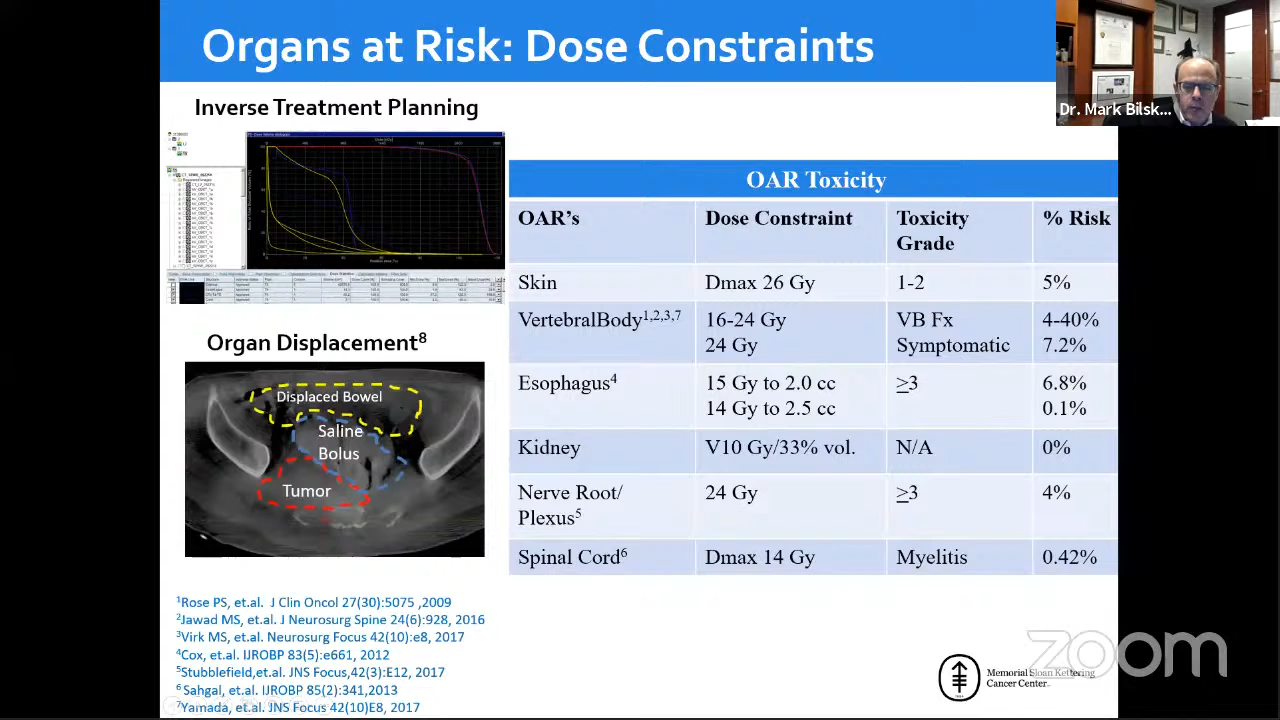 Organs at Risk: Dose Constraints
Dr. Mark Bilsk...
Inverse Treatment Planning
Organ Displacement8
Displaced Bowel
Saline
Bolus
Tumor
OAR Toxicity
OAR's Dose Constraint Toxicity Grade % Risk
Skin Dmax 26 Gy 1-2 5%
VertebralBody1,2,3,7 16-24 Gy VB Fx 4-40%
24 Gy Symptomatic 7.2%
Esophagus4 15 Gy to 2.0 cc ≥3 6.8%
14 Gy to 2.5 cc 0.1%
Kidney V10 Gy/33% vol. N/A 0%
Nerve Root/ 24 Gy ≥3 4%
Plexus5
Spinal Cord6 Dmax 14 Gy Myelitis 0.42%
1Rose PS, et.al. J Clin Oncol 27(30):5075 ,2009
2Jawad MS, et.al. J Neurosurg Spine 24(6):928, 2016
3Virk MS, et.al. Neurosurg Focus 42(10):e8, 2017
4Cox, et.al. IJROBP 83(5):e661, 2012
5Stubblefield,et.al. JNS Focus,42(3):E12, 2017
6 Sahgal, et.al. IJROBP 85(2):341,2013
7Yamada, et.al. JNS Focus 42(10)E8, 2017
Memorial Sloan Kettering
Cancer Center
zoom